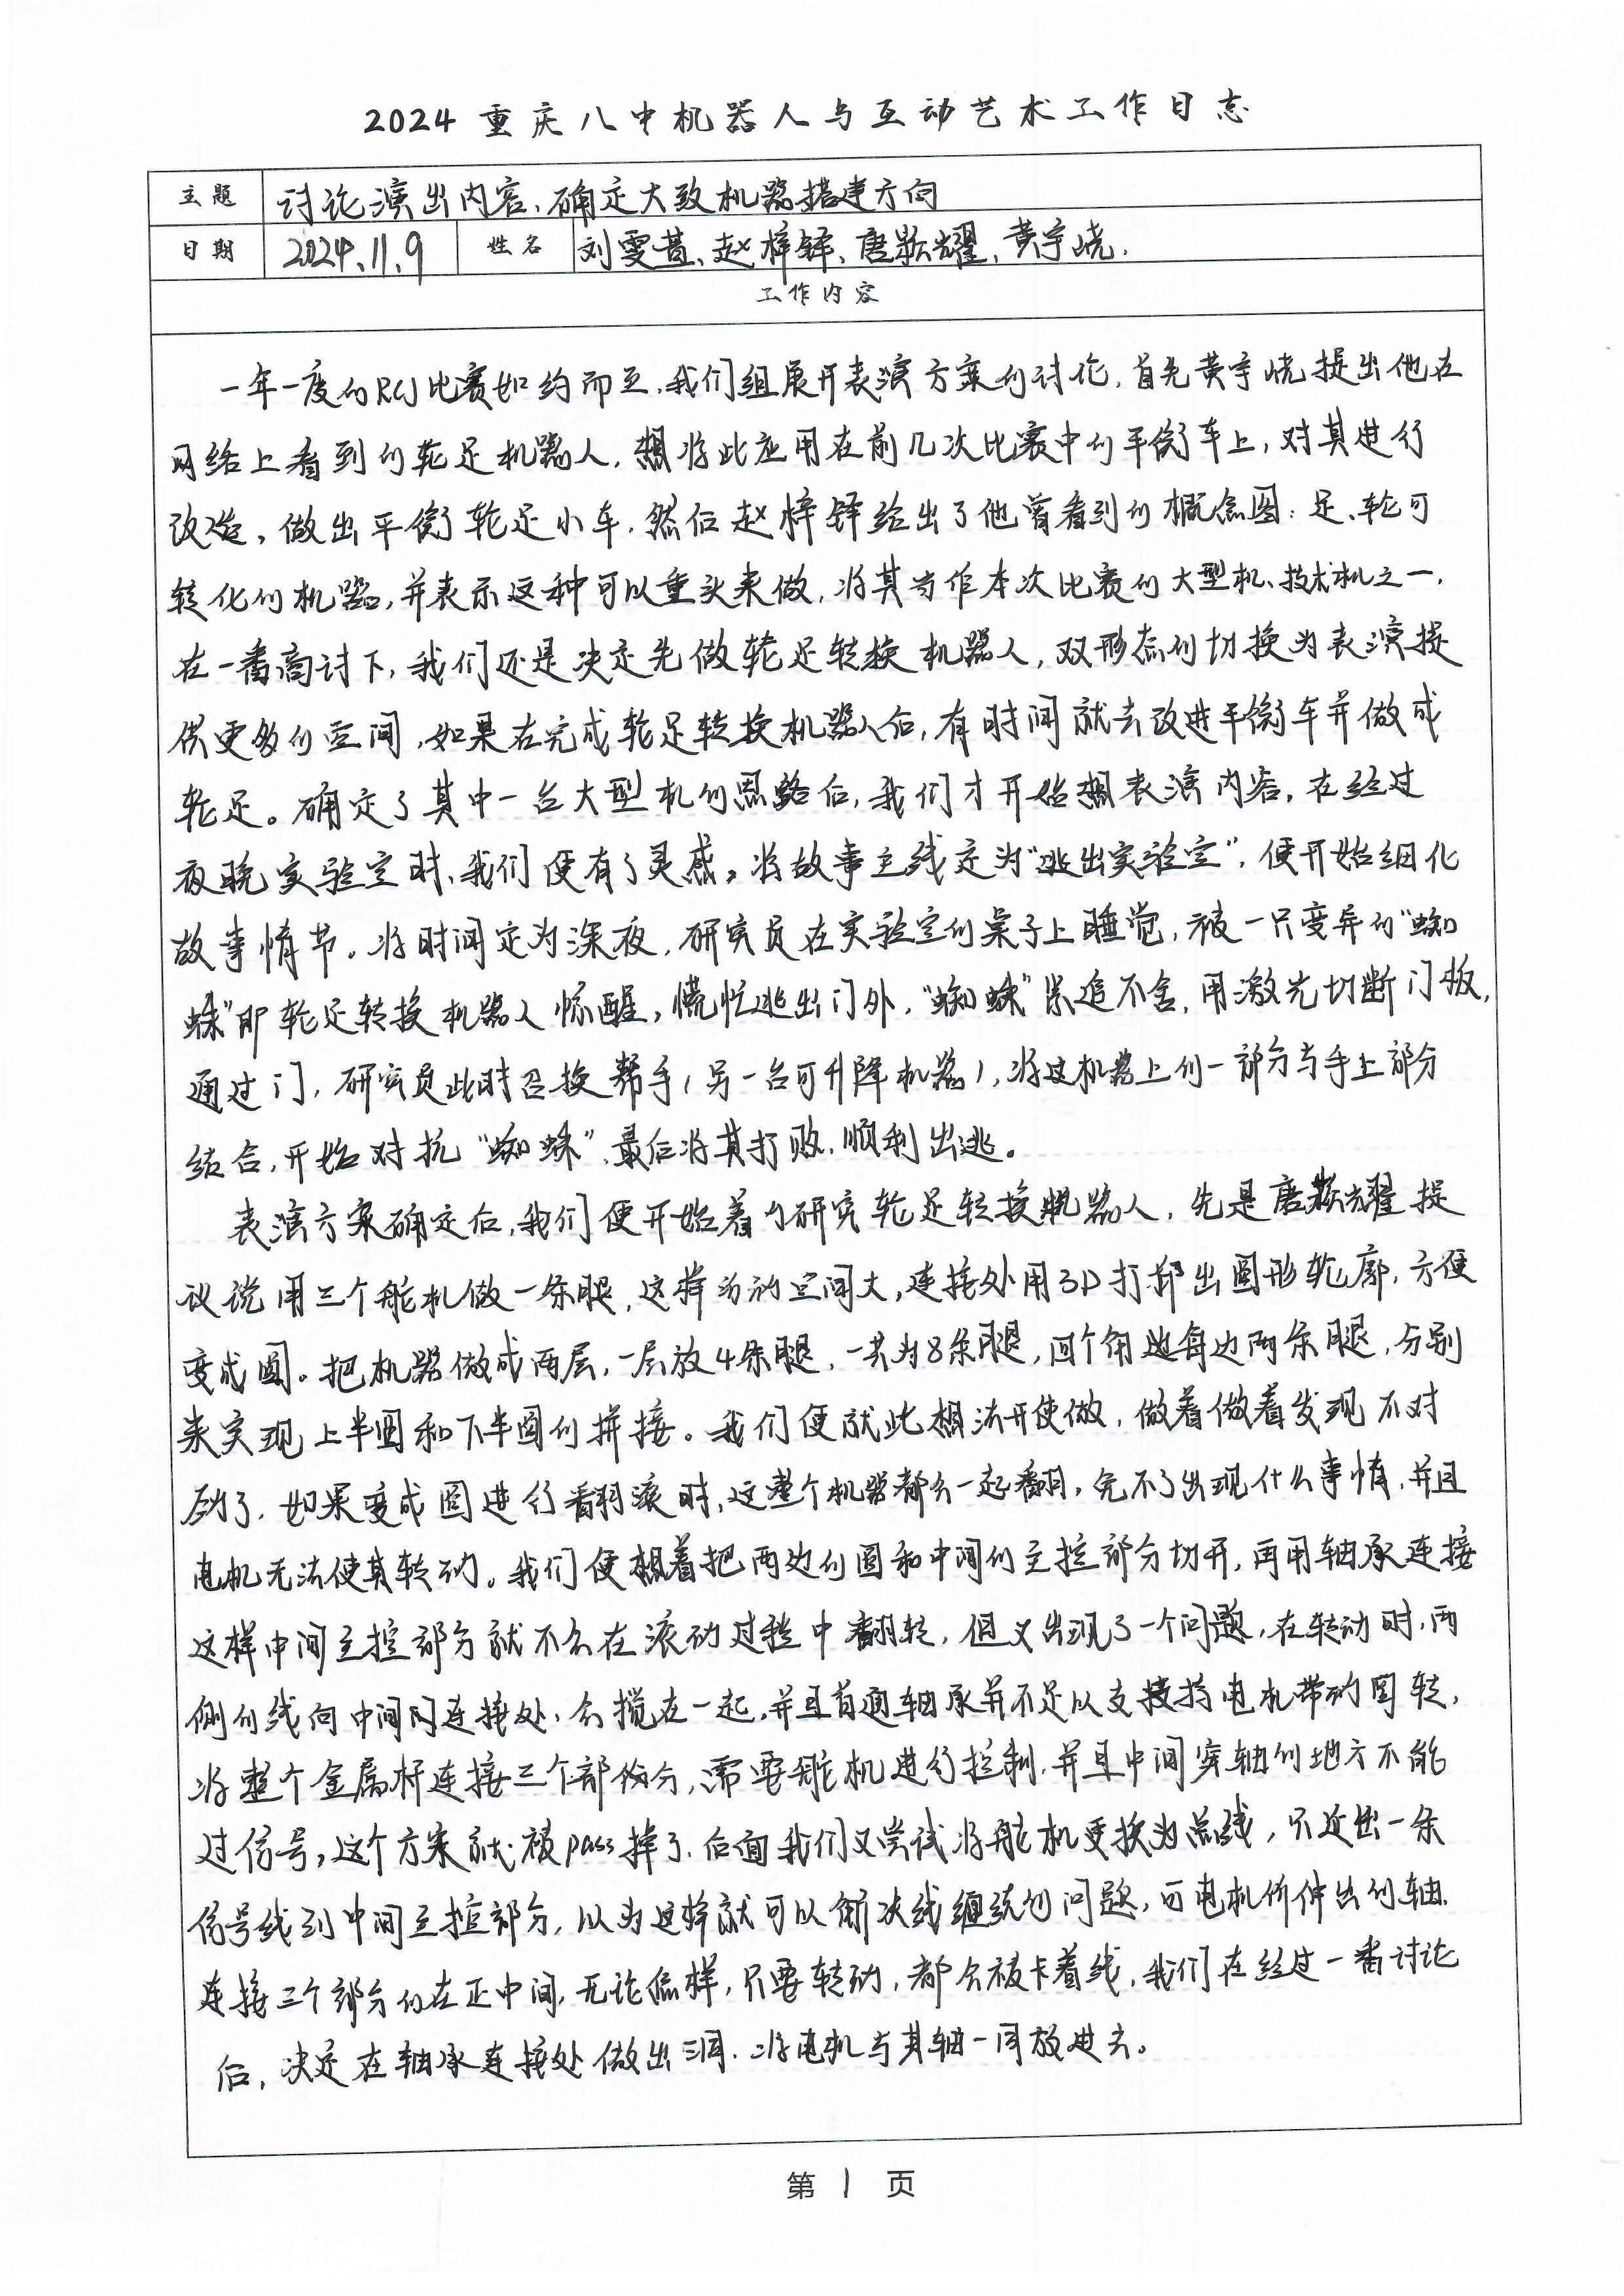 2024重庆八中机器人与互动艺术工作日志
主题 讨论演出内容、确定大致机器搭建方向
日期 2024.11.9 姓名 刘雯萱、赵梓铎、唐颢耀、黄宇晓.
工作内容
一年一度的RCJ比赛如约而至,我们组展开表演方案的讨论,首先黄宇晓提出他在
网络上看到的轮足机器人,想将此应用在前几次比赛中的平衡车上,对其进行
改造,做出平衡轮足小车.然后赵梓铎给出了他曾看到的概念图:足、轮可
转化的机器,并表示这种可以重头来做,将其当作本次比赛的大型机、技术机之一.
在一番商讨下,我们还是决定先做轮足转换机器人,双形态的切换为表演提
供更多的空间,如果在完成轮足转换机器人后,有时间就去改进平衡车并做成
轮足。确定了其中一台大型机的思路后,我们才开始想表演内容,在经过
夜晚实验室时,我们便有了灵感,将故事主线定为“逃出实验室”,便开始细化
故事情节。将时间定为深夜,研究员在实验室的桌子上睡觉,被一只变异的“蜘
蛛”即轮足转换机器人惊醒,慌忙逃出门外,“蜘蛛”紧追不舍,用激光切断门板,
通过门,研究员此时召换帮手(另一台可升降机器),将这机器上的一部分与手上部分
结合,开始对抗“蜘蛛”,最后将其打败,顺利出逃。
表演方案确定后,我们便开始着手研究轮足转换机器人,先是唐颢耀提
议说用三个舵机做一条腿,这样动的空间大,连接处用3D打印出圆形轮廓,方便
变成圆。把机器做成两层,一层放4条腿,一共为8条腿,四个角边每边两条腿,分别
来实现上半圆和下半圆的拼接。我们便就此想法开使做,做着做着发现不对
劲了,如果变成圆进行翻滚时,这整个机器都会一起翻,免不了出现什么事情,并且
电机无法使其转动。我们便想着把两边的圆和中间的主控部分切开,再用轴承连接
这样中间主控部分就不会在滚动过程中翻转,但又出现了一个问题,在转动时,两
侧的线向中间的连接处,会搅在一起,并且普通轴承并不足以支持电机带动圆转,
将整个金属杆连接三个部分,需要舵机进行控制,并且中间穿轴的地方不能
过信号,这个方案就被pass掉了.后面我们又尝试将舵机更换为总线,只延出一条
信号线到中间主控部分,以为这样就可以解决线缠绕的问题,可电机所伸出的轴.
连接三个部分的在正中间,无论怎样,只要转动,都会被卡着线,我们在经过一番讨论
后,决定在轴承连接处做出洞.将电机与其轴一同放进去。
第 1 页